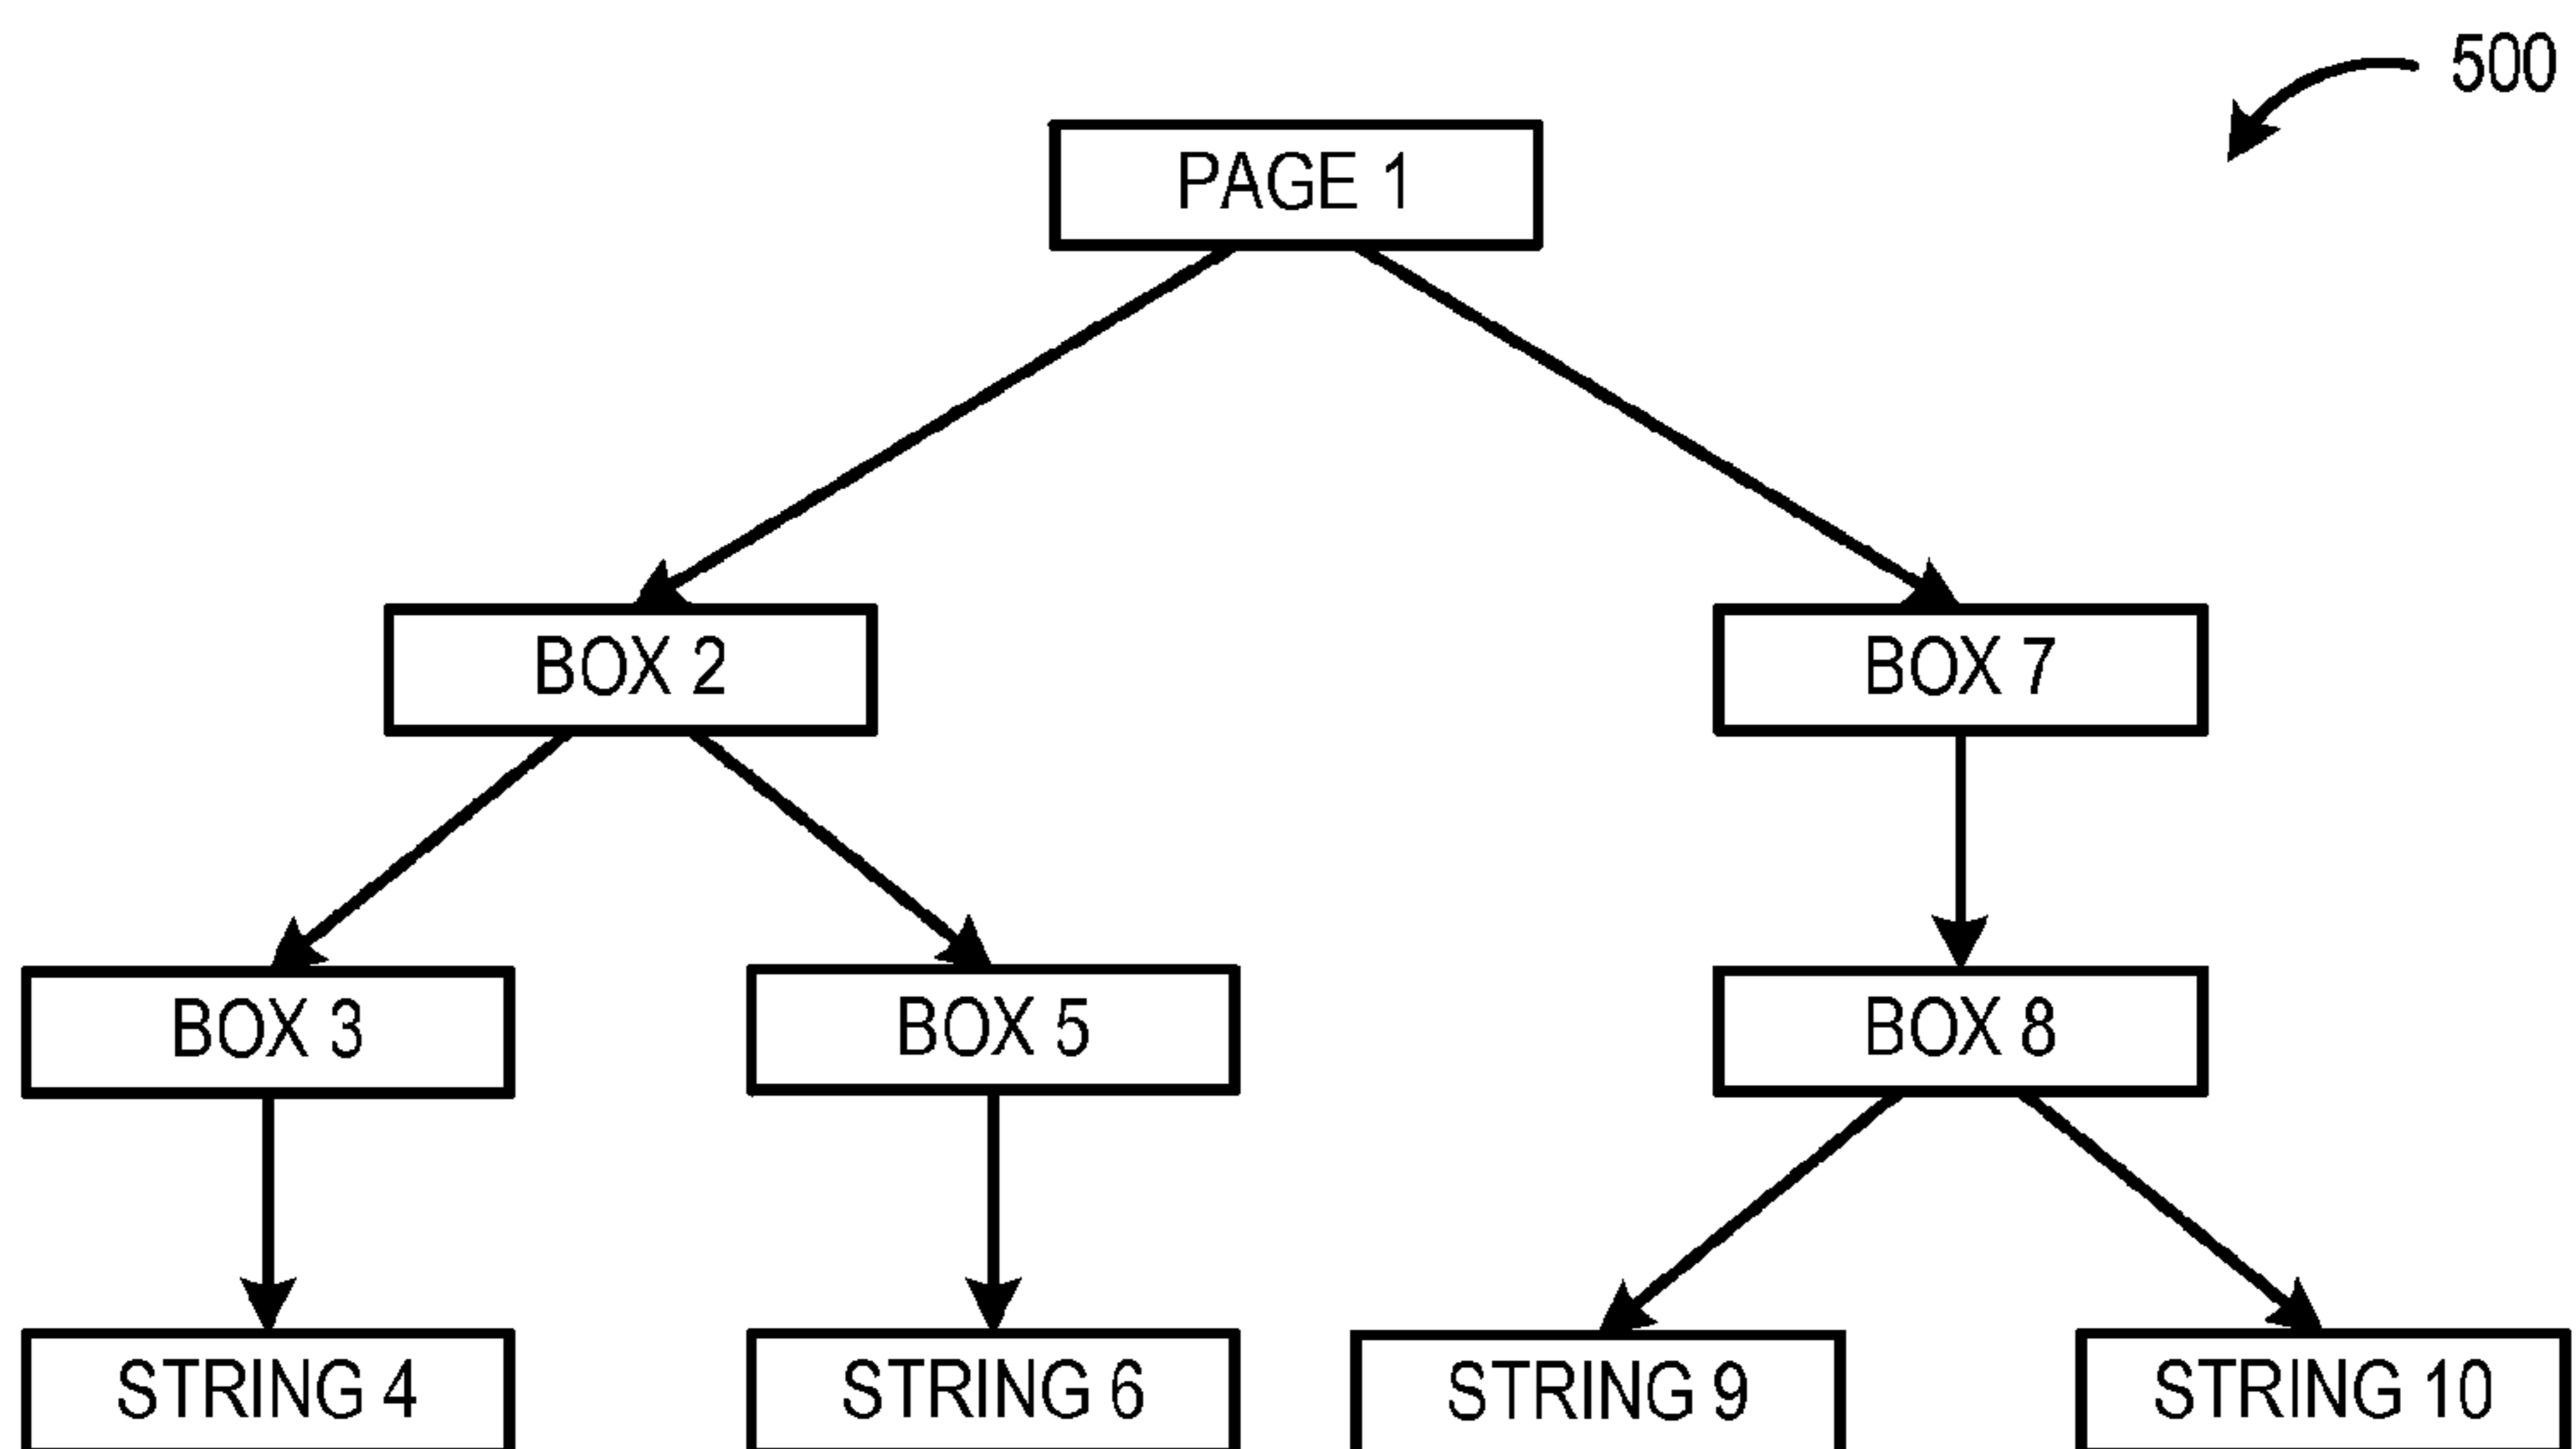 500
PAGE 1
BOX 2
BOX 7
BOX 3
BOX 5
BOX 8
STRING 4
STRING 6
STRING 9
STRING 10